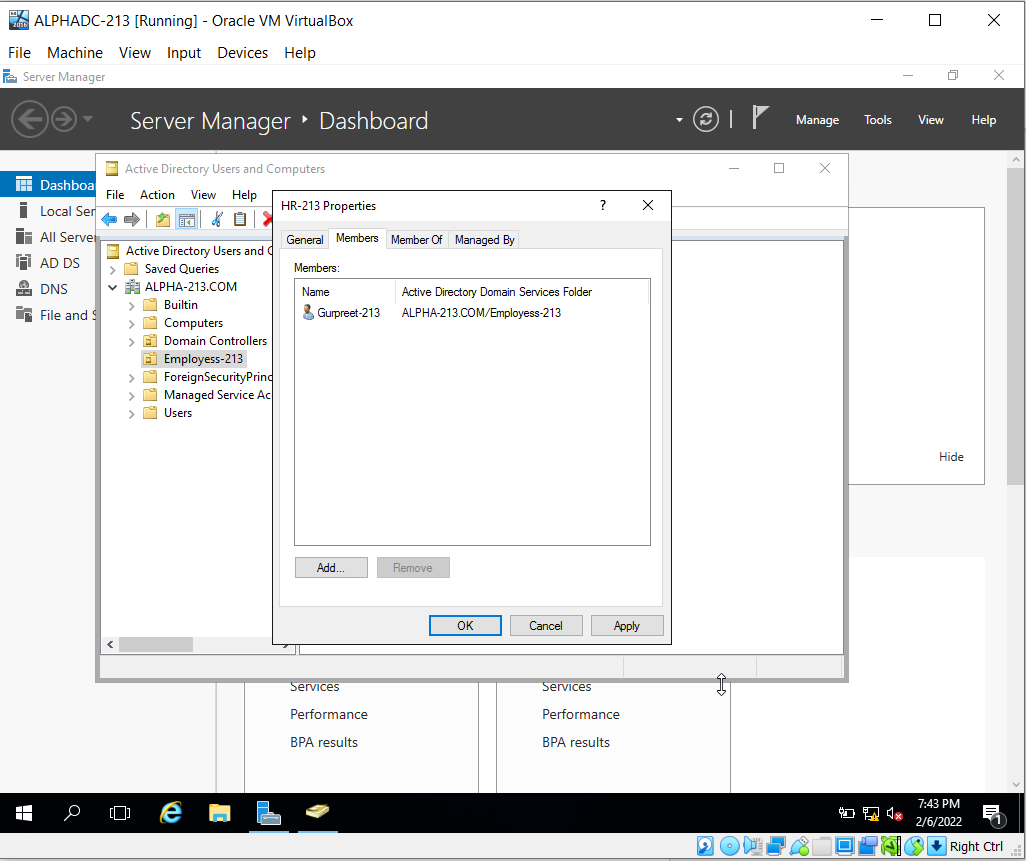 ALPHADC-213 [Running] - Oracle VM VirtualBox
File Machine View Input Devices Help
Server Manager
Server Manager Dashboard
Manage Tools View Help
Dashboa
Local Ser
All Server
AD DS
DNS
File and S
Active Directory Users and Computers
File Action View Help
Active Directory Users and C
Saved Queries
ALPHA-213.COM
Builtin
Computers
Domain Controllers
Employess-213
ForeignSecurityPrinc
Managed Service Ac
Users
HR-213 Properties
?
General Members Member Of Managed By
Members:
Name Active Directory Domain Services Folder
Gurpreet-213 ALPHA-213.COM/Employess-213
Add... Remove
OK Cancel Apply
Hide
Services Services
Performance Performance
BPA results BPA results
7:43 PM
2/6/2022
1
Right Ctrl